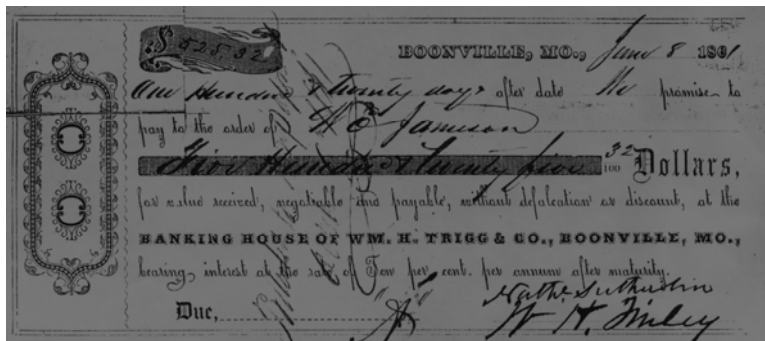 $525.32
BOONVILLE, MO., June 8 1861
One Hundred & twenty days after date We promise to
pay to the order of W C Jameson
Five Hundred & Twenty five 32/100 Dollars,
for value received, negotiable and payable, without defalcation or discount, at the
BANKING HOUSE OF WM. H. TRIGG & CO., BOONVILLE, MO.,
bearing interest at the rate of Ten per cent. per annum after maturity.
Due,
W. H. Finley